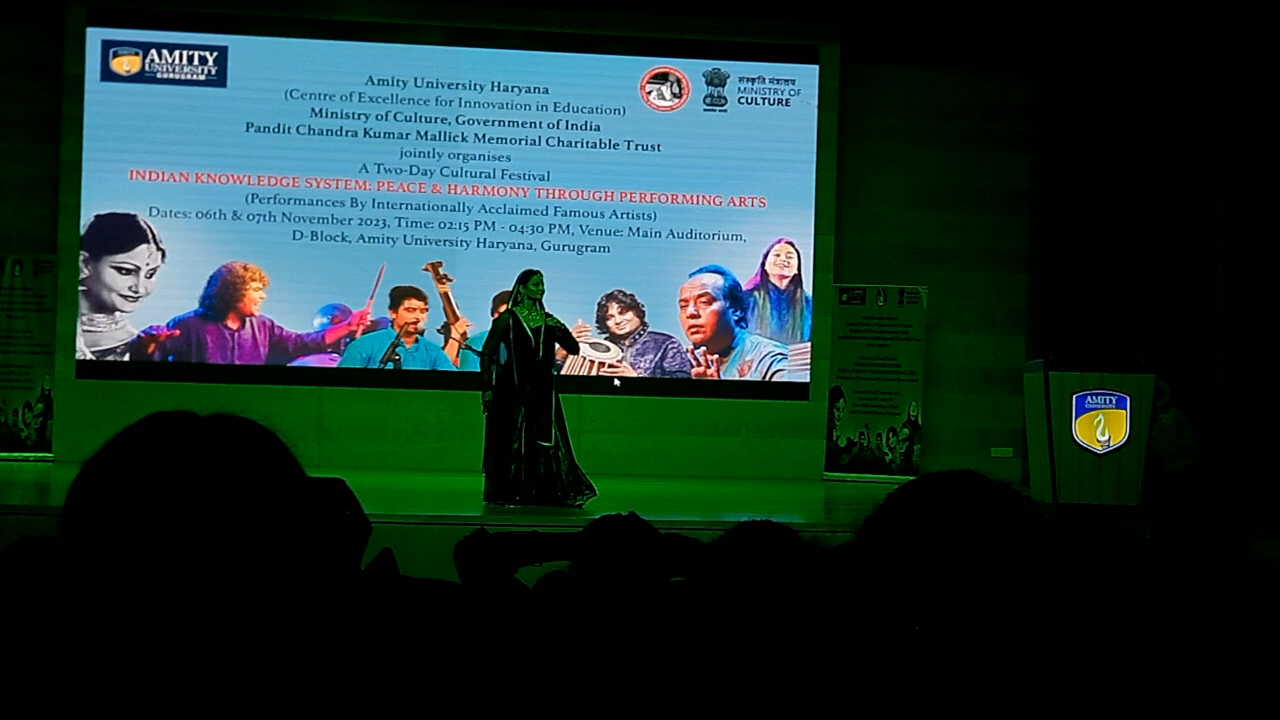 AMITY
UNIVERSITY
GURUGRAM
संस्कृति मंत्रालय
MINISTRY OF
CULTURE
Amity University Haryana
(Centre of Excellence for Innovation in Education)
Ministry of Culture, Government of India
Pandit Chandra Kumar Mallick Memorial Charitable Trust
jointly organises
A Two-Day Cultural Festival
INDIAN KNOWLEDGE SYSTEM: PEACE & HARMONY THROUGH PERFORMING ARTS
(Performances By Internationally Acclaimed Famous Artists)
Dates: 06th & 07th November 2023, Time: 02:15 PM - 04:30 PM, Venue: Main Auditorium,
D-Block, Amity University Haryana, Gurugram
AMITY
UNIVERSITY